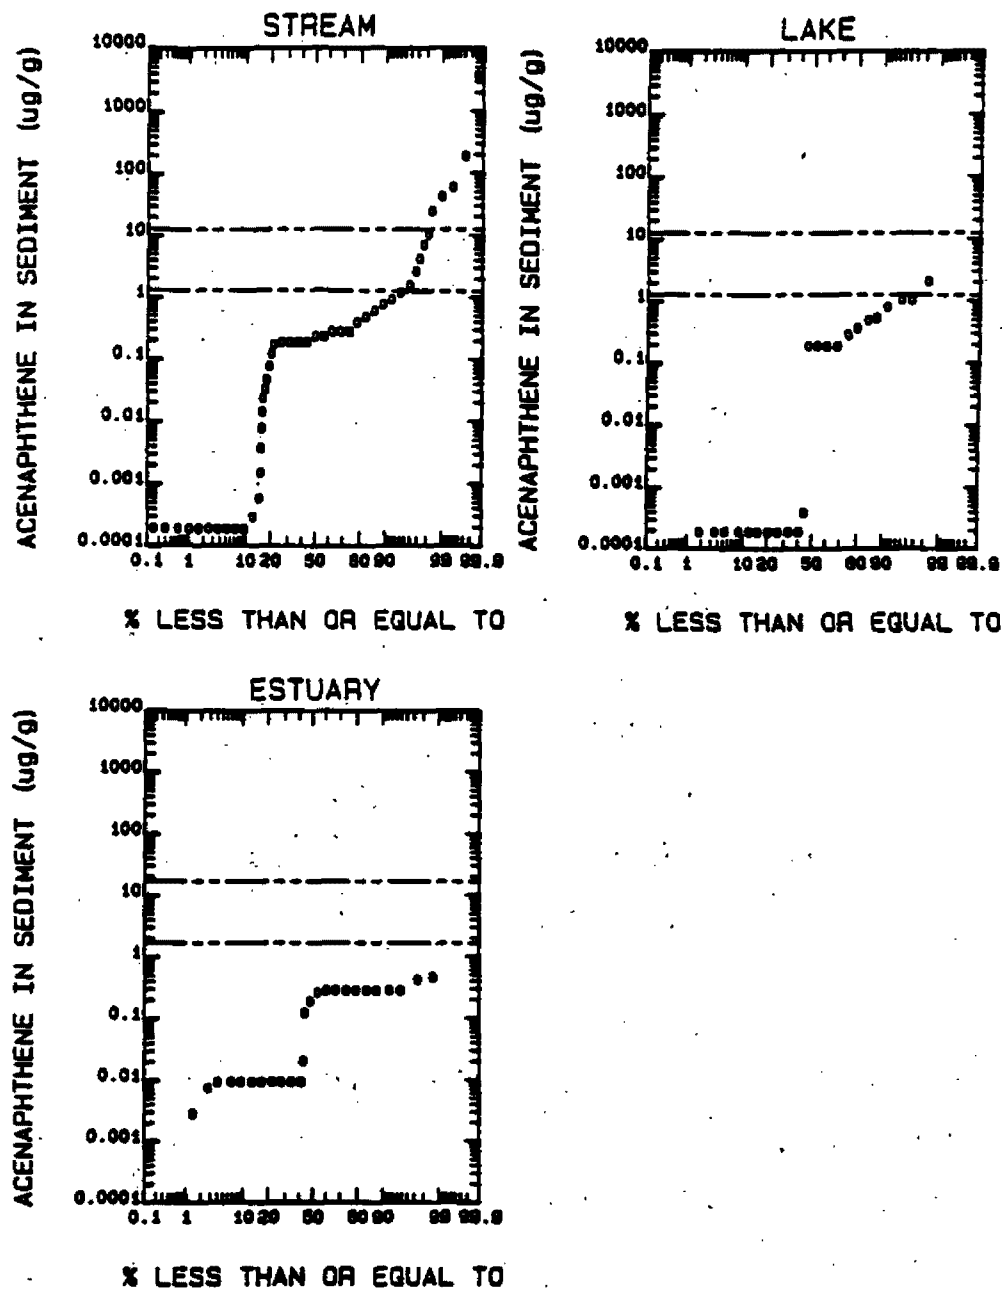 STREAM
ACENAPHTHENE IN SEDIMENT (ug/g)
10000
1000
100
10
1
0.1
0.01
0.001
0.0001
0.1 1 10 20 50 80 90 99 99.9
% LESS THAN OR EQUAL TO
LAKE
ACENAPHTHENE IN SEDIMENT (ug/g)
10000
1000
100
10
1
0.1
0.01
0.001
0.0001
0.1 1 10 20 50 80 90 99 99.9
% LESS THAN OR EQUAL TO
ESTUARY
ACENAPHTHENE IN SEDIMENT (ug/g)
10000
1000
100
10
1
0.1
0.01
0.001
0.0001
0.1 1 10 20 50 80 90 99 99.9
% LESS THAN OR EQUAL TO